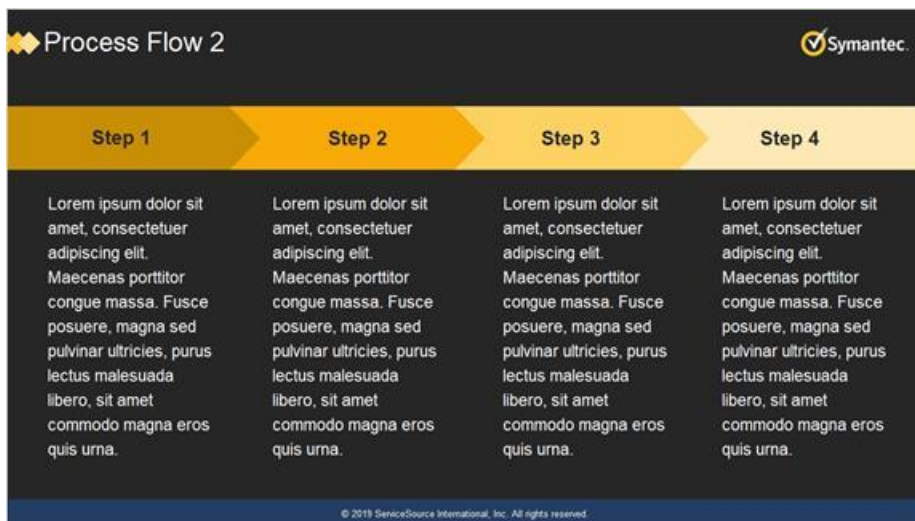 Process Flow 2
Symantec.
Step 1
Step 2
Step 3
Step 4
Lorem ipsum dolor sit
amet, consectetuer
adipiscing elit.
Maecenas porttitor
congue massa. Fusce
posuere, magna sed
pulvinar ultricies, purus
lectus malesuada
libero, sit amet
commodo magna eros
quis urna.
Lorem ipsum dolor sit
amet, consectetuer
adipiscing elit.
Maecenas porttitor
congue massa. Fusce
posuere, magna sed
pulvinar ultricies, purus
lectus malesuada
libero, sit amet
commodo magna eros
quis urna.
Lorem ipsum dolor sit
amet, consectetuer
adipiscing elit.
Maecenas porttitor
congue massa. Fusce
posuere, magna sed
pulvinar ultricies, purus
lectus malesuada
libero, sit amet
commodo magna eros
quis urna.
Lorem ipsum dolor sit
amet, consectetuer
adipiscing elit.
Maecenas porttitor
congue massa. Fusce
posuere, magna sed
pulvinar ultricies, purus
lectus malesuada
libero, sit amet
commodo magna eros
quis urna.
© 2019 ServiceSource International, Inc. All rights reserved.